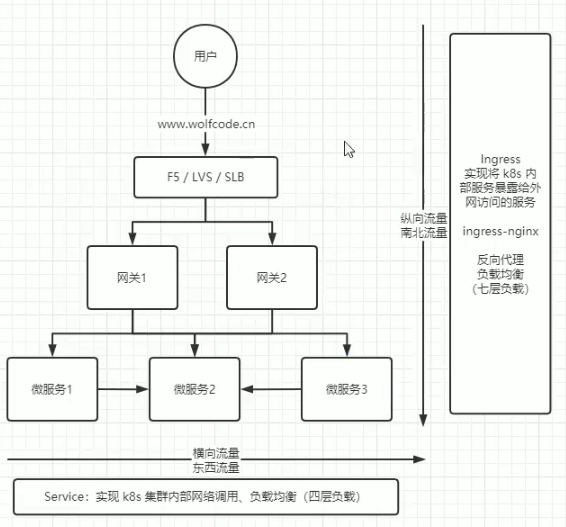 用户
www.wolfcode.cn
F5 / LVS / SLB
网关1
网关2
微服务1
微服务2
微服务3
纵向流量
南北流量
Ingress
实现将 k8s 内
部服务暴露给外
网访问的服务
ingress-nginx
反向代理
负载均衡
（七层负载）
横向流量
东西流量
Service：实现 k8s 集群内部网络调用、负载均衡（四层负载）